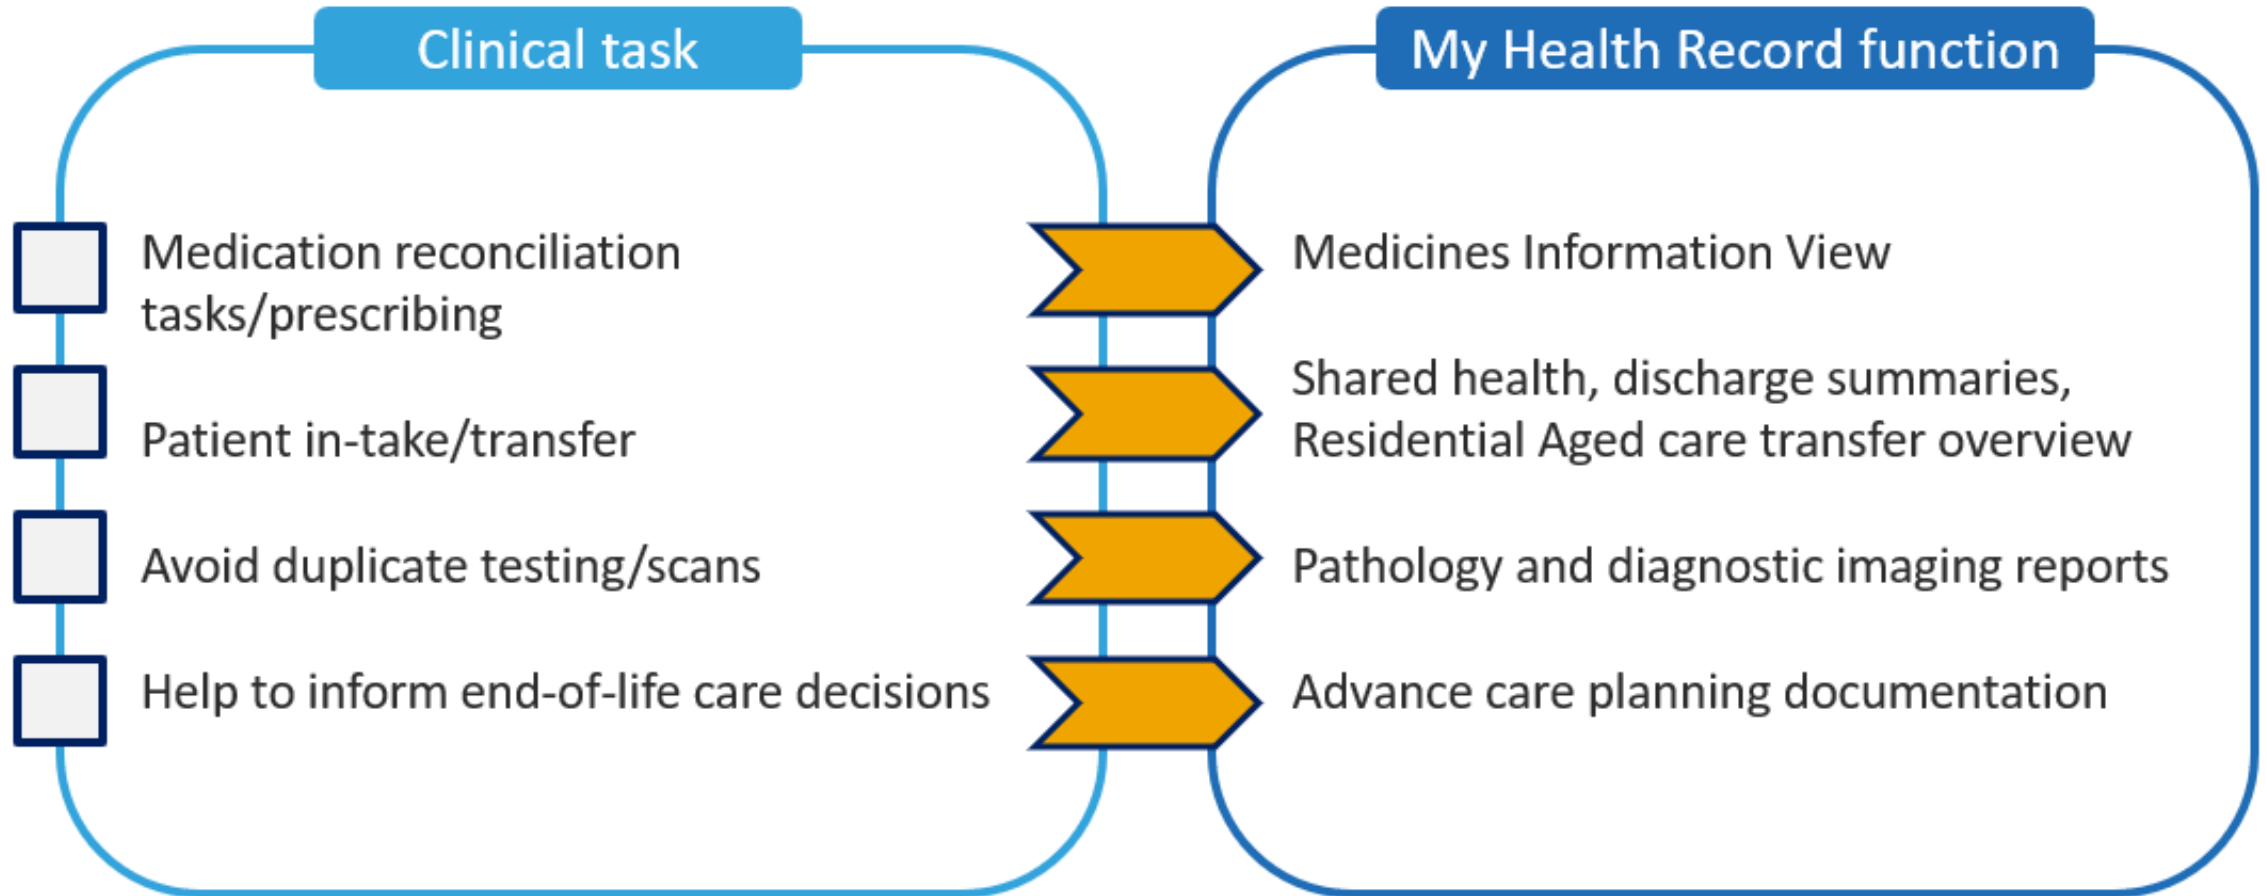 Clinical task
Medication reconciliation
tasks/prescribing
Patient in-take/transfer
Avoid duplicate testing/scans
Help to inform end-of-life care decisions
My Health Record function
Medicines Information View
Shared health, discharge summaries,
Residential Aged care transfer overview
Pathology and diagnostic imaging reports
Advance care planning documentation